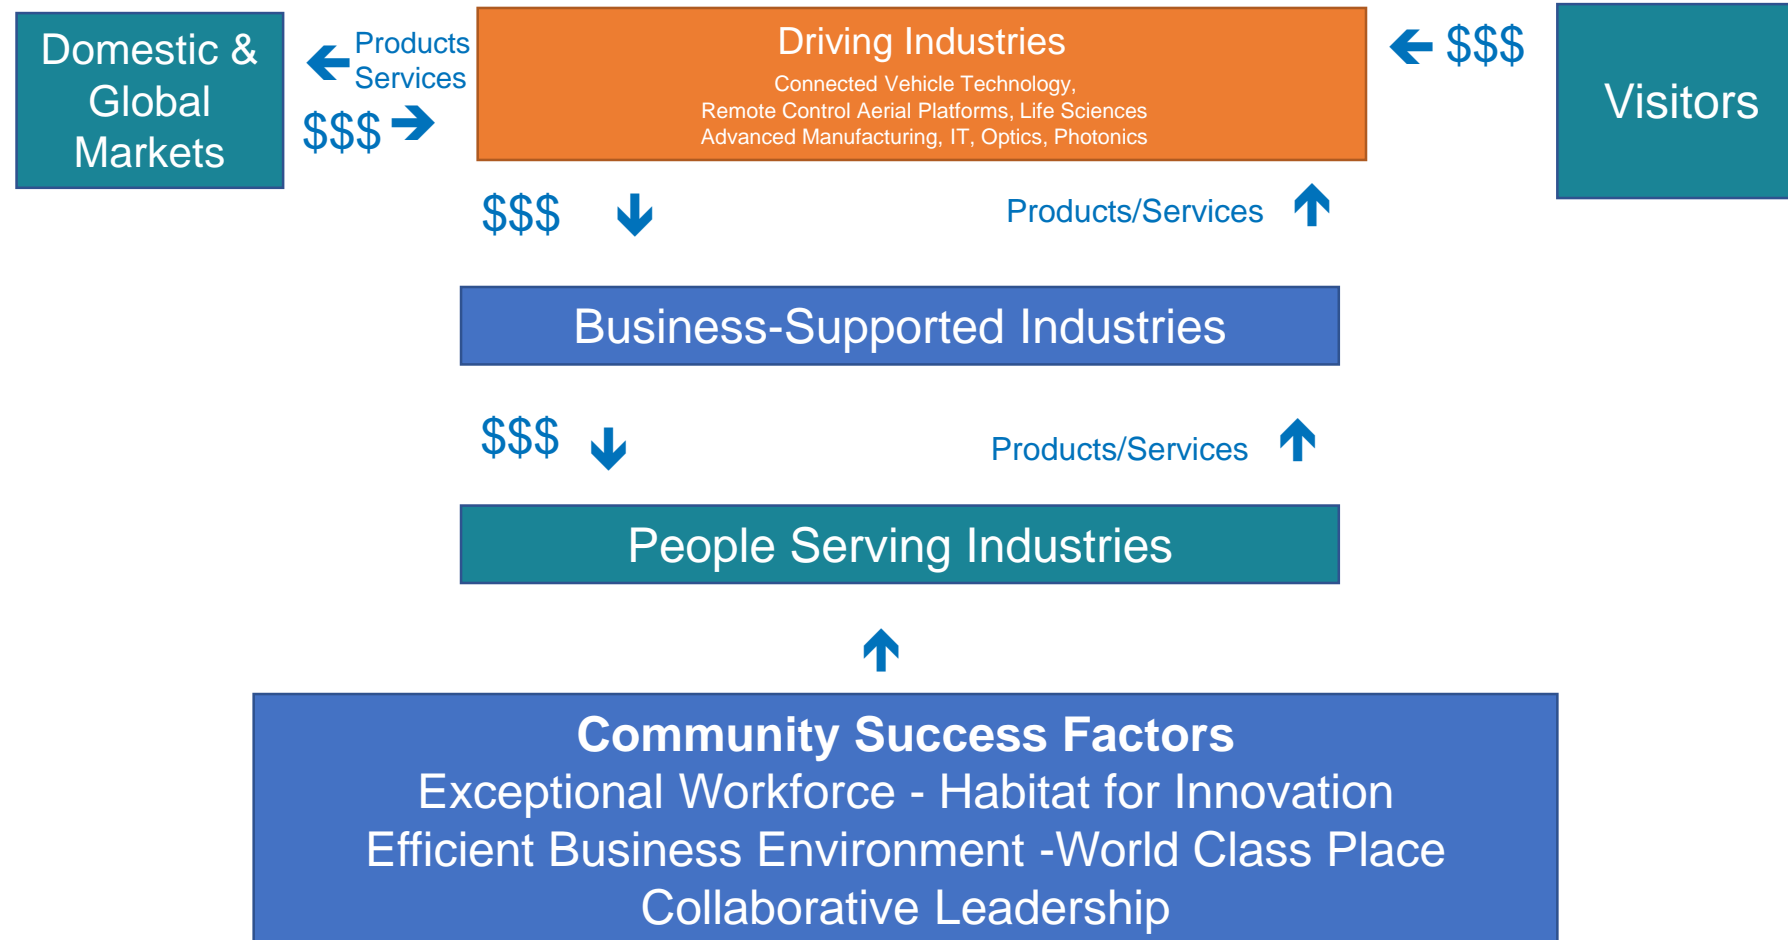 Domestic &
Global
Markets
Products
Services
$$$
Driving Industries
Connected Vehicle Technology,
Remote Control Aerial Platforms, Life Sciences
Advanced Manufacturing, IT, Optics, Photonics
$$$
Visitors
$$$
Products/Services
Business-Supported Industries
$$$
Products/Services
People Serving Industries
Community Success Factors
Exceptional Workforce - Habitat for Innovation
Efficient Business Environment -World Class Place
Collaborative Leadership